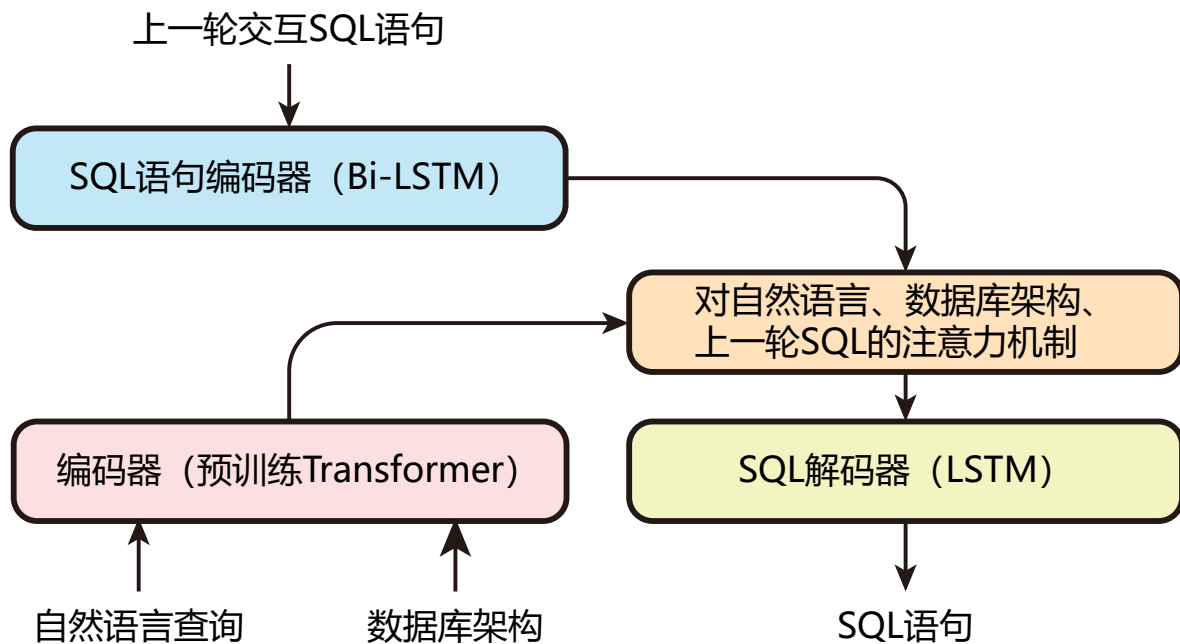 上一轮交互SQL语句
SQL语句编码器（Bi-LSTM）
对自然语言、数据库架构、
上一轮SQL的注意力机制
编码器（预训练Transformer）
SQL解码器（LSTM）
自然语言查询
数据库架构
SQL语句